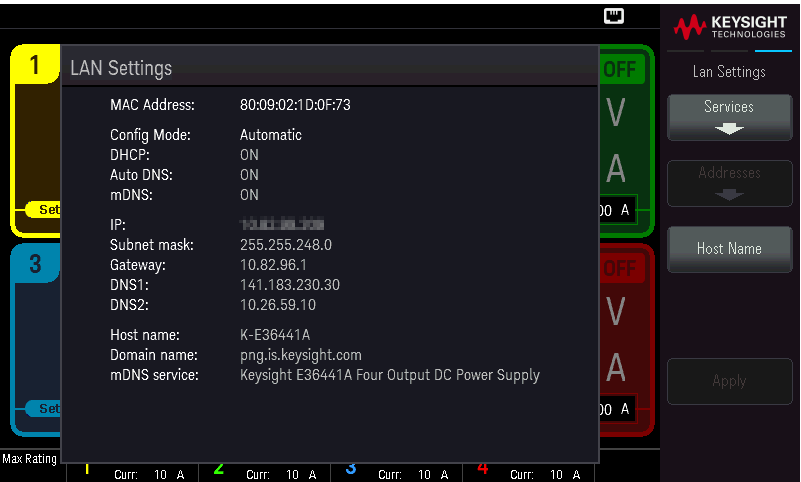 KEYSIGHT
TECHNOLOGIES
1
OFF
LAN Settings
Lan Settings
MAC Address: 80:09:02:1D:0F:73
Services
Config Mode: Automatic
DHCP: ON
Auto DNS: ON
mDNS: ON
Addresses
V
A
Set
00 A
IP:
Subnet mask: 255.255.248.0
Gateway: 10.82.96.1
DNS1: 141.183.230.30
DNS2: 10.26.59.10
Host Name
3
OFF
Host name: K-E36441A
Domain name: png.is.keysight.com
mDNS service: Keysight E36441A Four Output DC Power Supply
V
A
Apply
Set
00 A
Max Rating
1 Curr: 10 A
2 Curr: 10 A
3 Curr: 10 A
4 Curr: 10 A